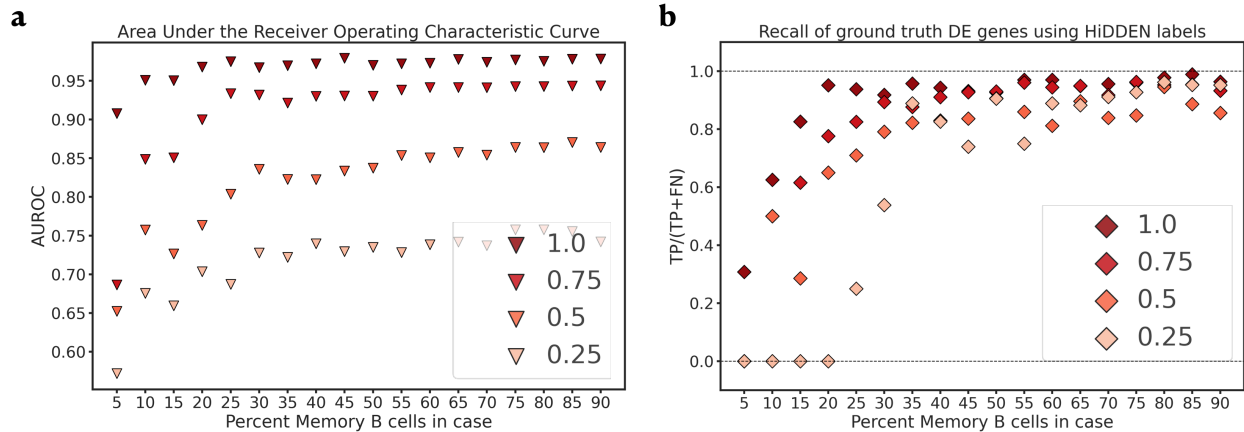 a
Area Under the Receiver Operating Characteristic Curve
AUROC
0.95
0.90
0.85
0.80
0.75
0.70
0.65
0.60
5 10 15 20 25 30 35 40 45 50 55 60 65 70 75 80 85 90
Percent Memory B cells in case
1.0
0.75
0.5
0.25
b
Recall of ground truth DE genes using HiDDEN labels
TP/(TP+FN)
1.0
0.8
0.6
0.4
0.2
0.0
5 10 15 20 25 30 35 40 45 50 55 60 65 70 75 80 85 90
Percent Memory B cells in case
1.0
0.75
0.5
0.25